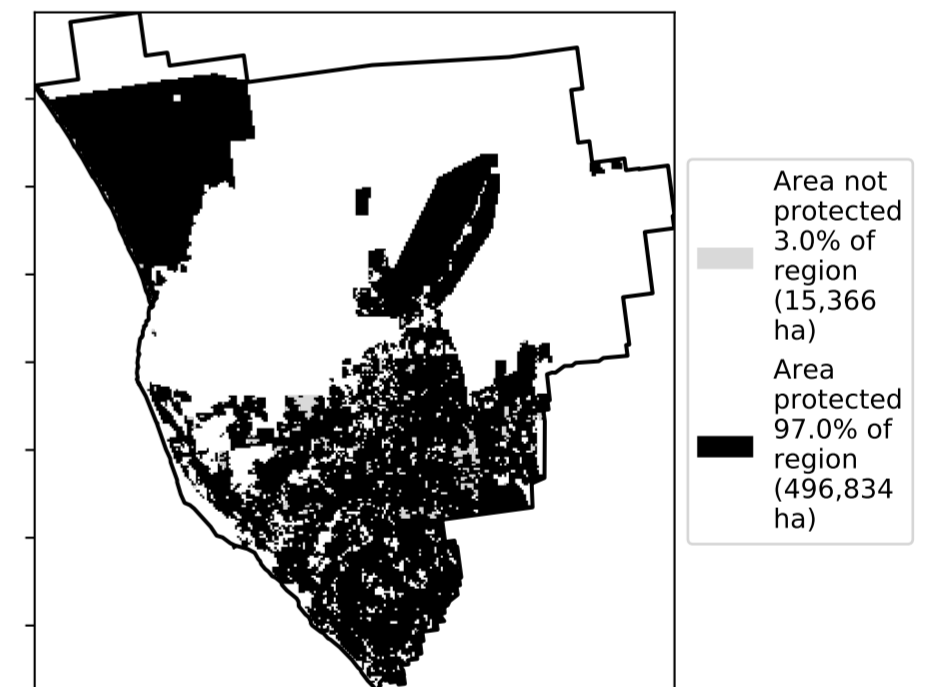 Area not
protected
3.0% of
region
(15,366
ha)
Area
protected
97.0% of
region
(496,834
ha)